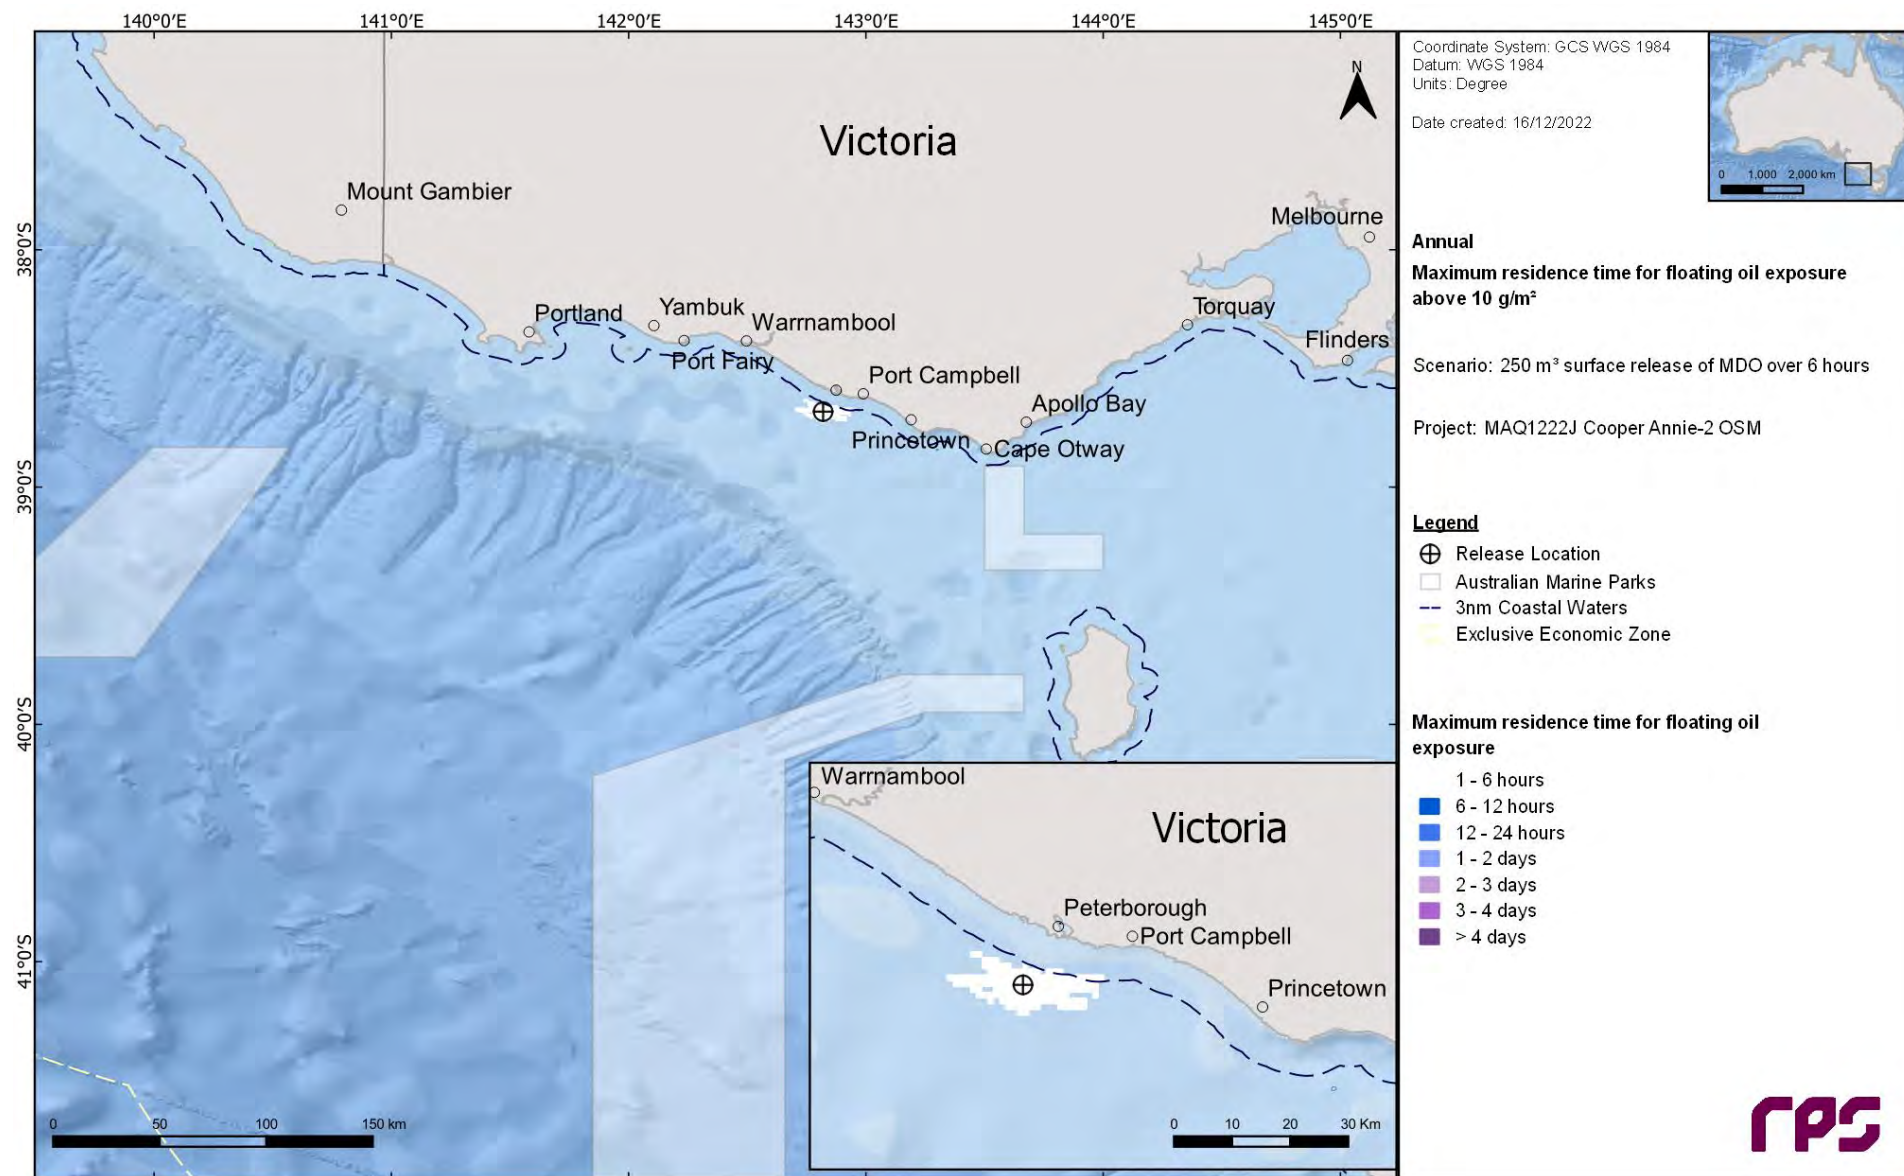 140°0'E
141°0'E
142°0'E
143°0'E
144°0'E
145°0'E
38°0'S
39°0'S
40°0'S
41°0'S
N
Victoria
Mount Gambier
Melbourne
Portland
Yambuk
Warrnambool
Port Fairy
Torquay
Flinders
Port Campbell
Apollo Bay
Princetown
Cape Otway
0 50 100 150 Km
Warrnambool
Victoria
Peterborough
Port Campbell
Princetown
0 10 20 30 Km
Coordinate System: GCS WGS 1984
Datum: WGS 1984
Units: Degree
Date created: 16/12/2022
0 1,000 2,000 km
Annual
Maximum residence time for floating oil exposure
above 10 g/m²
Scenario: 250 m³ surface release of MDO over 6 hours
Project: MAQ1222J Cooper Annie-2 OSM
Legend
Release Location
Australian Marine Parks
3nm Coastal Waters
Exclusive Economic Zone
Maximum residence time for floating oil
exposure
1 - 6 hours
6 - 12 hours
12 - 24 hours
1 - 2 days
2 - 3 days
3 - 4 days
> 4 days
rps